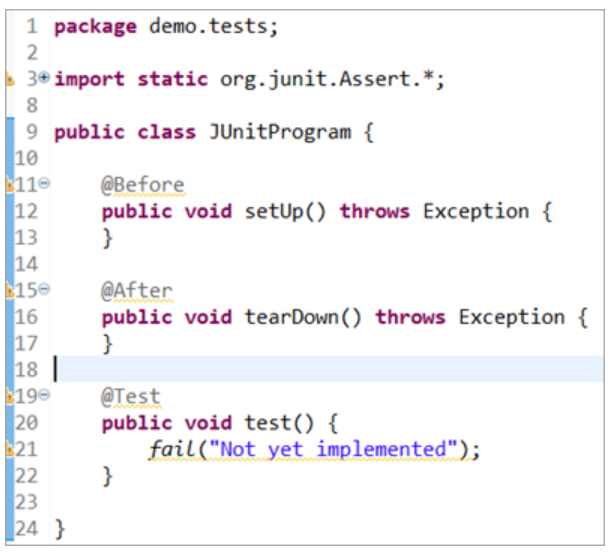 1 package demo.tests;
2
3 import static org.junit.Assert.*;
8
9 public class JUnitProgram {
10
11     @Before
12     public void setUp() throws Exception {
13     }
14
15     @After
16     public void tearDown() throws Exception {
17     }
18
19     @Test
20     public void test() {
21         fail("Not yet implemented");
22     }
23
24 }